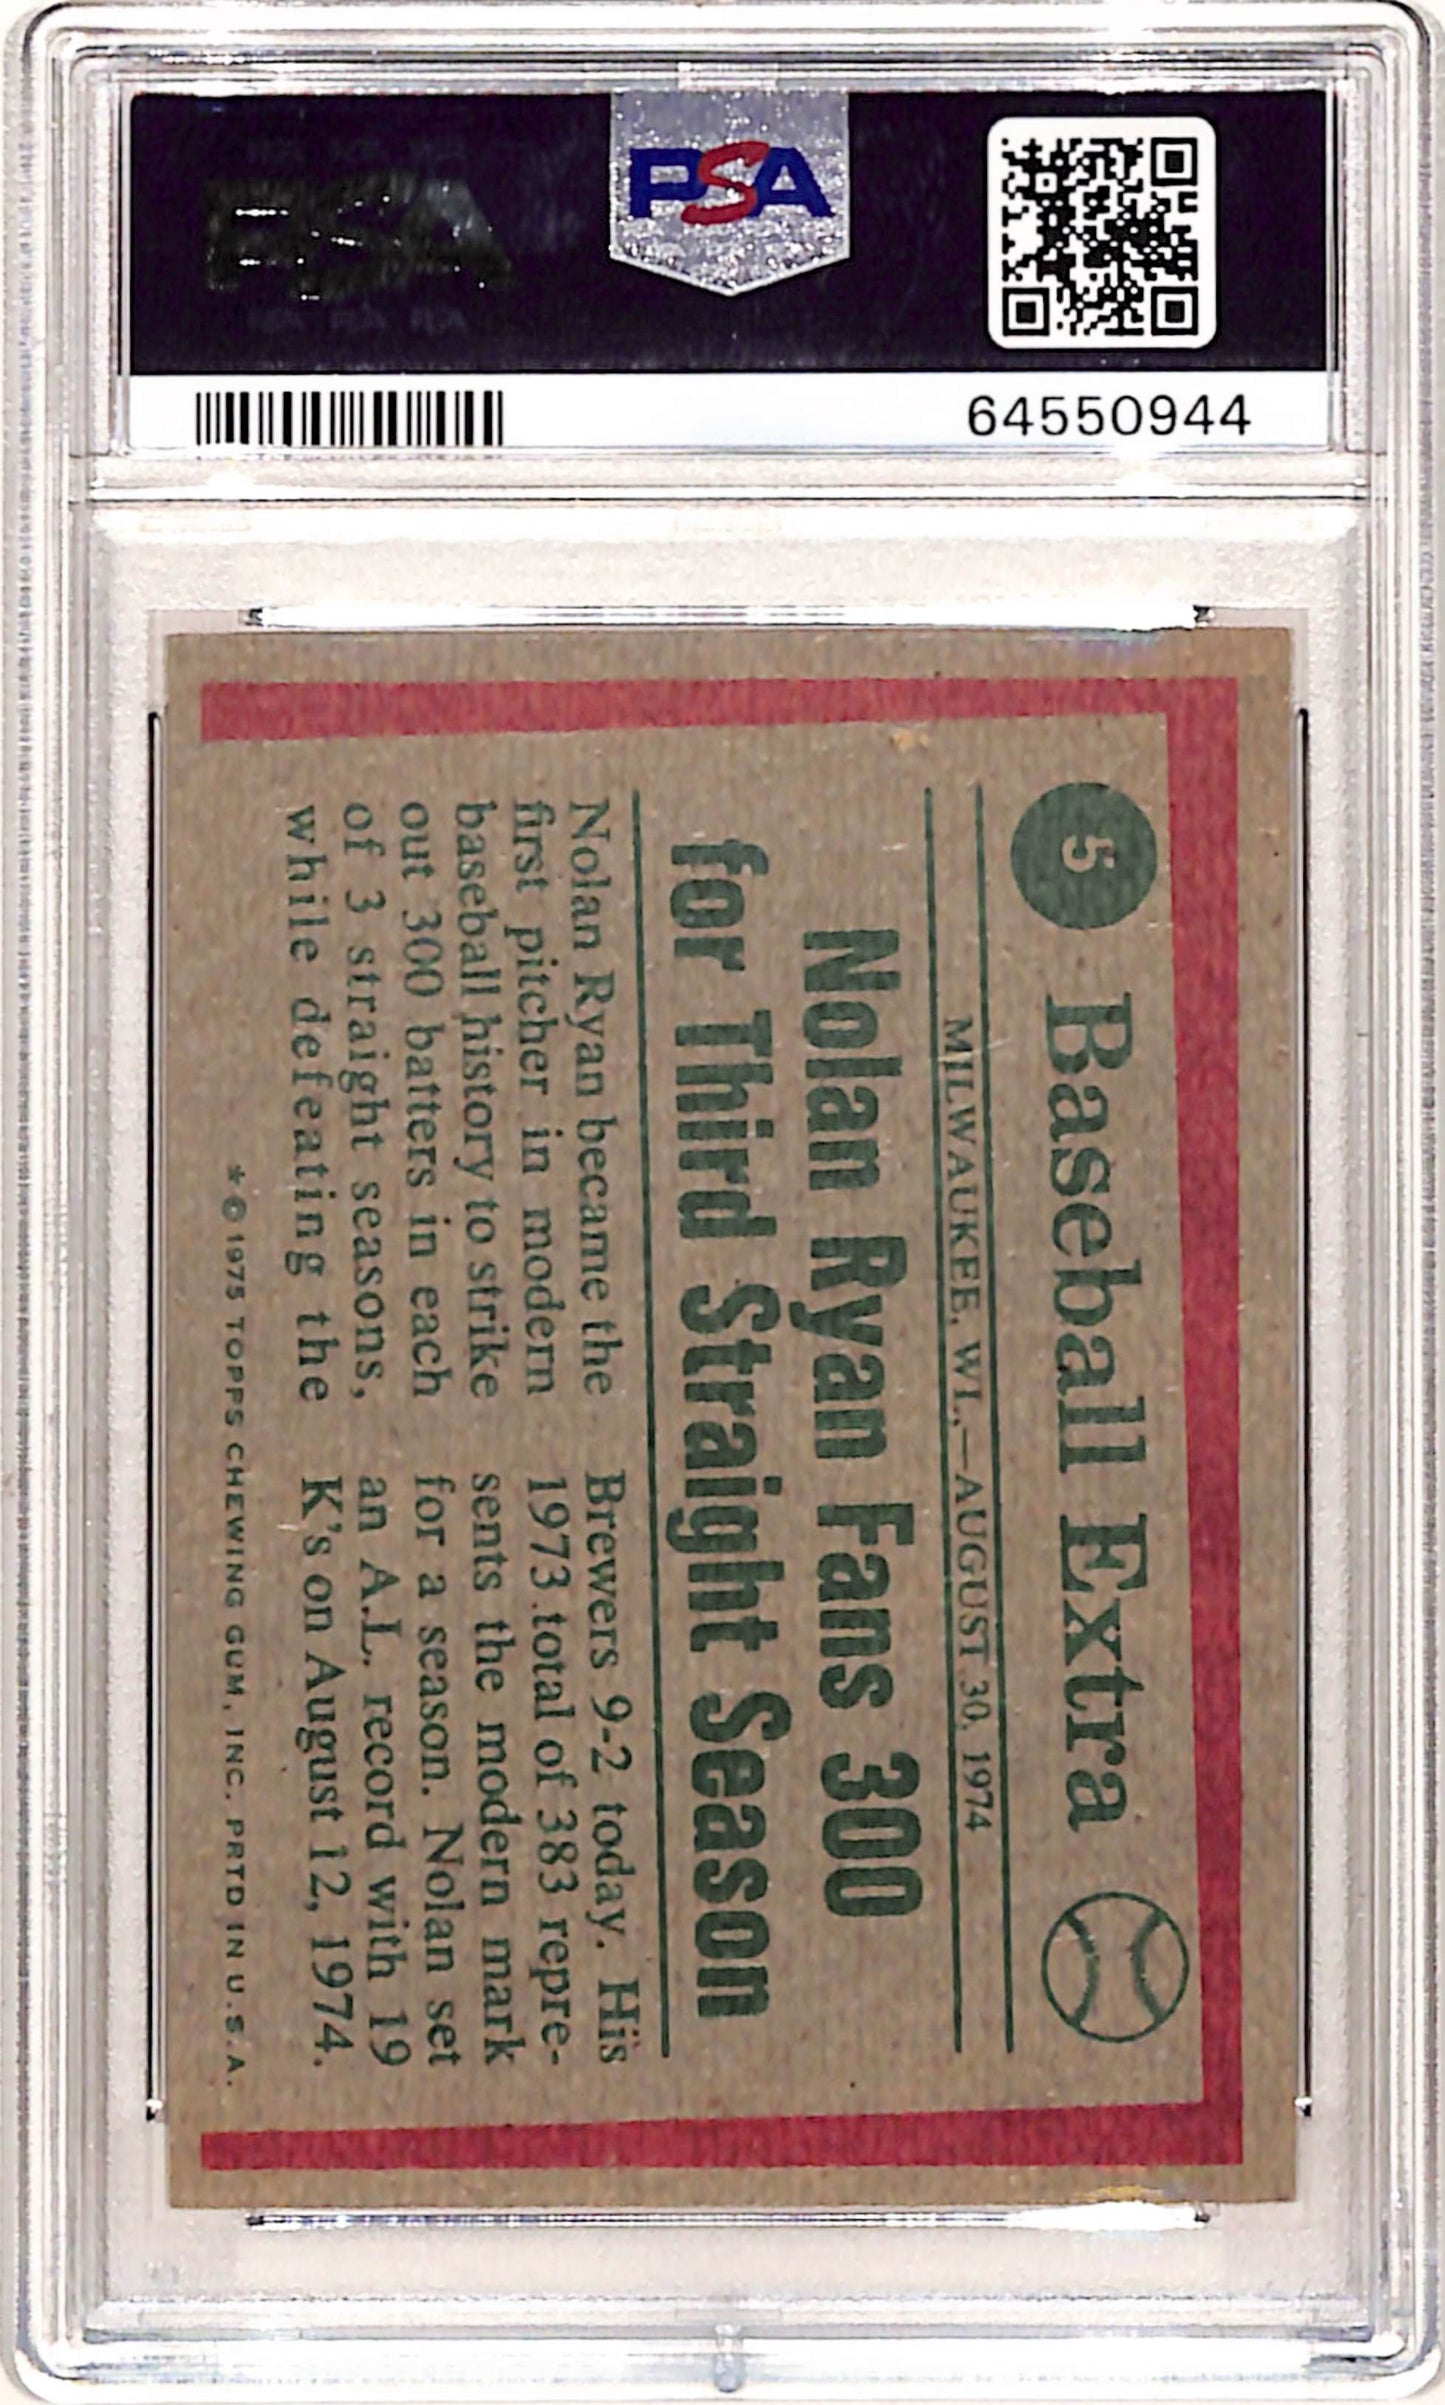 PSA
PSA
64550944
5
Baseball Extra
MILWAUKEE, WI.,—AUGUST 30, 1974
Nolan Ryan Fans 300
for Third Straight Season
Nolan Ryan became the
first pitcher in modern
baseball history to strike
out 300 batters in each
of 3 straight seasons,
while defeating the
Brewers 9-2 today. His
1973 total of 383 repre-
sents the modern mark
for a season. Nolan set
an A.L. record with 19
K's on August 12, 1974.
*© 1975 TOPPS CHEWING GUM, INC. PRTD IN U.S.A.